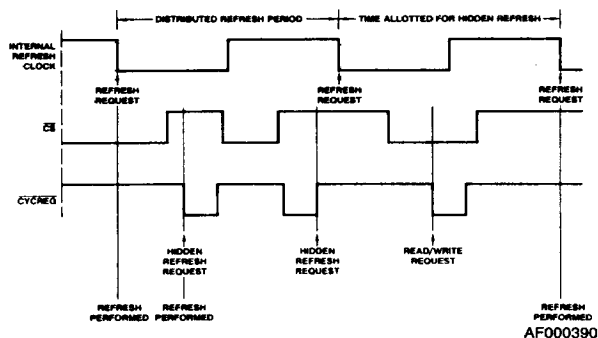 DISTRIBUTED REFRESH PERIOD
TIME ALLOTTED FOR HIDDEN REFRESH
INTERNAL
REFRESH
CLOCK
REFRESH
REQUEST
REFRESH
REQUEST
REFRESH
REQUEST
CS
CYCREQ
HIDDEN
REFRESH
REQUEST
HIDDEN
REFRESH
REQUEST
READ/WRITE
REQUEST
REFRESH
PERFORMED
REFRESH
PERFORMED
REFRESH
PERFORMED
AF000390